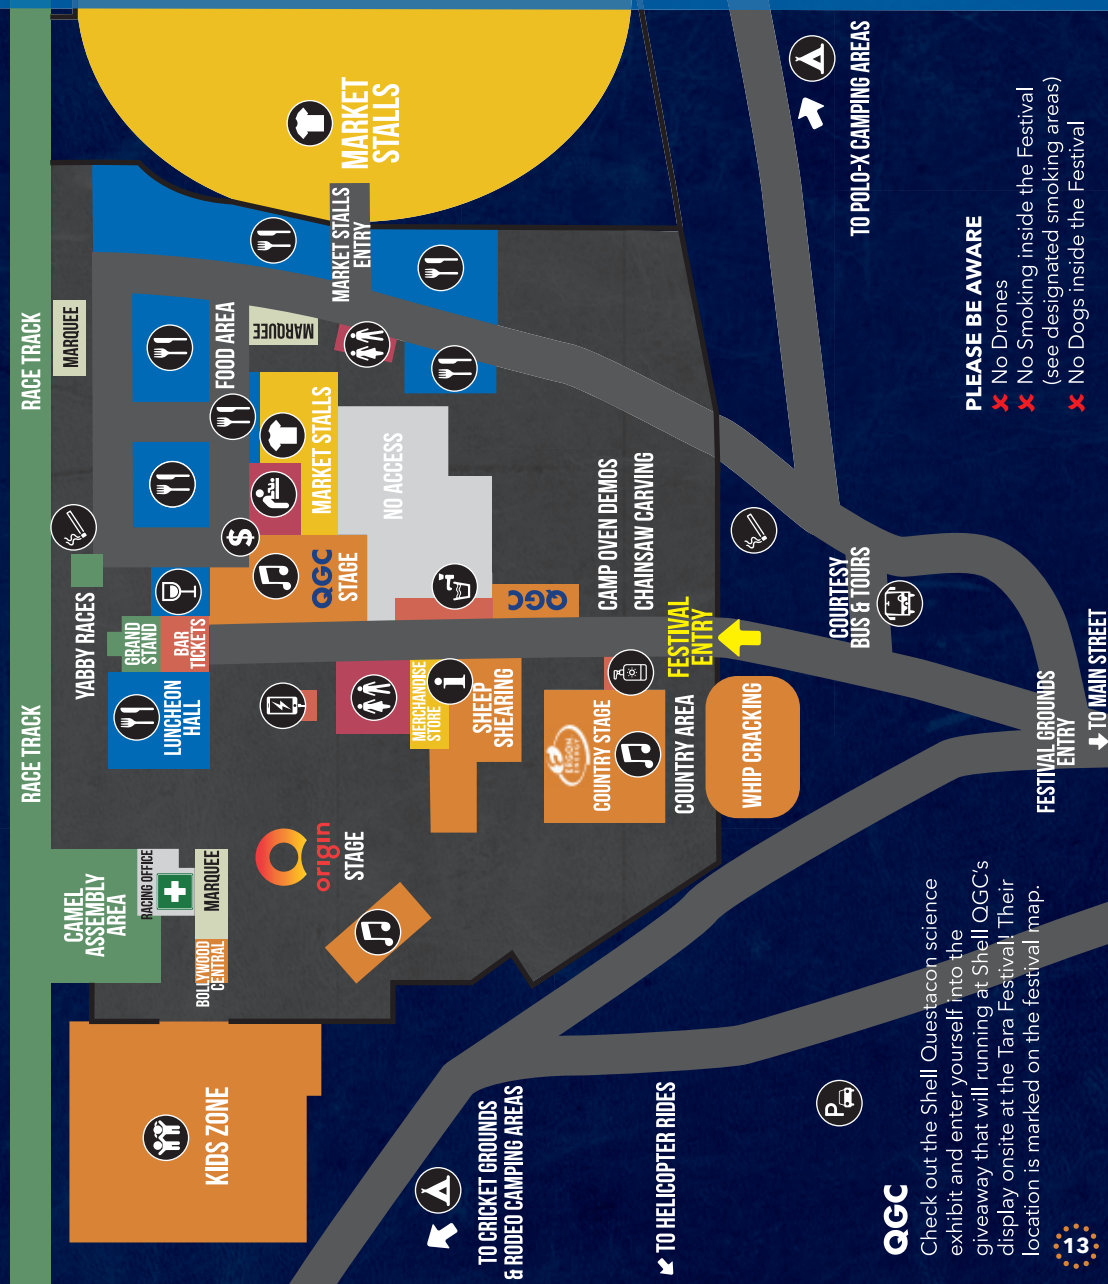 RACE TRACK
RACE TRACK
CAMEL
ASSEMBLY
AREA
RACING OFFICE
MARQUEE
BOLLYWOOD
CENTRAL
KIDS ZONE
YABBY RACES
GRAND
STAND
BAR
TICKETS
LUNCHEON
HALL
MARQUEE
FOOD AREA
MARQUEE
MARKET STALLS
ENTRY
MARKET
STALLS
MARKET STALLS
$
NO ACCESS
QGC
STAGE
QGC
origin
STAGE
MERCHANDISE
STORE
i
SHEEP
SHEARING
ERGON
ENERGY
COUNTRY STAGE
COUNTRY AREA
WHIP CRACKING
CAMP OVEN DEMOS
CHAINSAW CARVING
FESTIVAL
ENTRY
COURTESY
BUS & TOURS
FESTIVAL GROUNDS
ENTRY
TO MAIN STREET
TO POLO-X CAMPING AREAS
TO CRICKET GROUNDS
& RODEO CAMPING AREAS
TO HELICOPTER RIDES
P
QGC
Check out the Shell Questacon science
exhibit and enter yourself into the
giveaway that will running at Shell QGC’s
display onsite at the Tara Festival! Their
location is marked on the festival map.
PLEASE BE AWARE
No Drones
No Smoking inside the Festival
(see designated smoking areas)
No Dogs inside the Festival
13